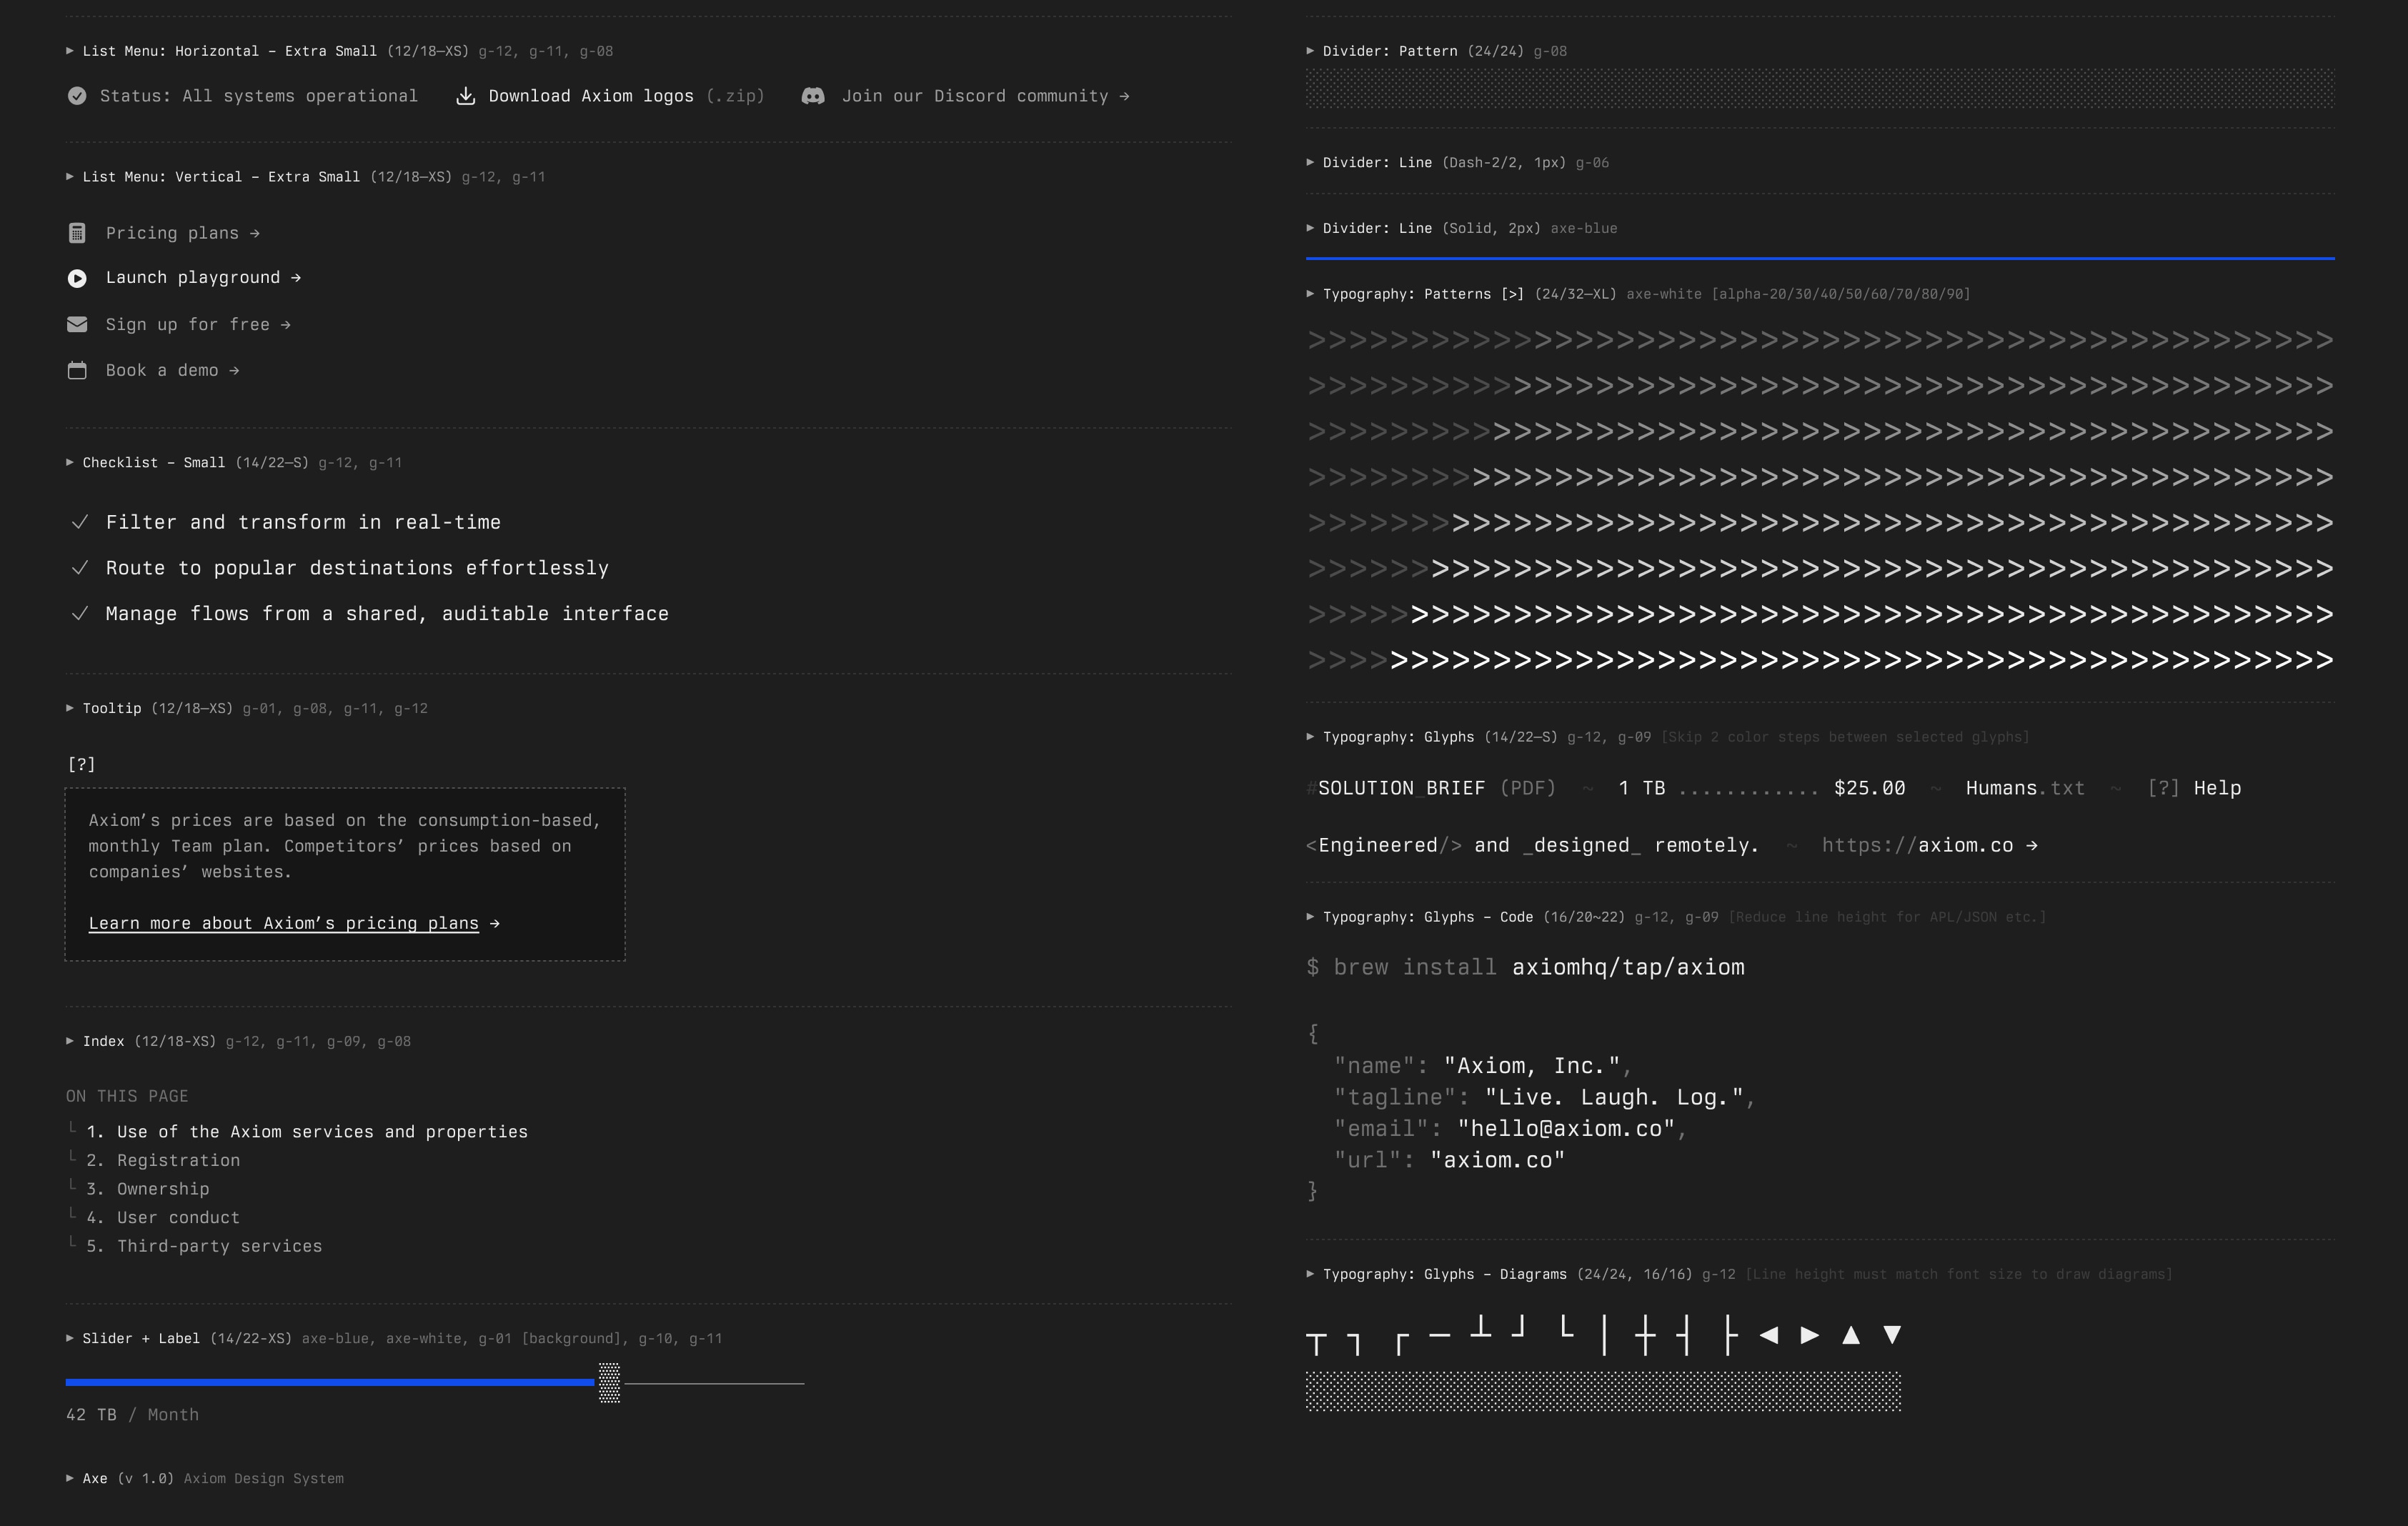 ▶ List Menu: Horizontal – Extra Small (12/18–XS) g-12, g-11, g-08
Status: All systems operational
Download Axiom logos (.zip)
Join our Discord community →
▶ List Menu: Vertical – Extra Small (12/18–XS) g-12, g-11
Pricing plans →
Launch playground →
Sign up for free →
Book a demo →
▶ Checklist – Small (14/22–S) g-12, g-11
✓ Filter and transform in real-time
✓ Route to popular destinations effortlessly
✓ Manage flows from a shared, auditable interface
▶ Tooltip (12/18–XS) g-01, g-08, g-11, g-12
[?]
Axiom’s prices are based on the consumption-based,
monthly Team plan. Competitors’ prices based on
companies’ websites.
Learn more about Axiom’s pricing plans →
▶ Index (12/18-XS) g-12, g-11, g-09, g-08
ON THIS PAGE
└ 1. Use of the Axiom services and properties
└ 2. Registration
└ 3. Ownership
└ 4. User conduct
└ 5. Third-party services
▶ Slider + Label (14/22-XS) axe-blue, axe-white, g-01 [background], g-10, g-11
42 TB / Month
▶ Axe (v 1.0) Axiom Design System
▶ Divider: Pattern (24/24) g-08
▶ Divider: Line (Dash-2/2, 1px) g-06
▶ Divider: Line (Solid, 2px) axe-blue
▶ Typography: Patterns [>] (24/32–XL) axe-white [alpha-20/30/40/50/60/70/80/90]
>>>>>>>>>>>>>>>>>>>>>>>>>>>>>>>>>>>>>>>>>>>>>>>>>>
>>>>>>>>>>>>>>>>>>>>>>>>>>>>>>>>>>>>>>>>>>>>>>>>>>
>>>>>>>>>>>>>>>>>>>>>>>>>>>>>>>>>>>>>>>>>>>>>>>>>>
>>>>>>>>>>>>>>>>>>>>>>>>>>>>>>>>>>>>>>>>>>>>>>>>>>
>>>>>>>>>>>>>>>>>>>>>>>>>>>>>>>>>>>>>>>>>>>>>>>>>>
>>>>>>>>>>>>>>>>>>>>>>>>>>>>>>>>>>>>>>>>>>>>>>>>>>
>>>>>>>>>>>>>>>>>>>>>>>>>>>>>>>>>>>>>>>>>>>>>>>>>>
>>>>>>>>>>>>>>>>>>>>>>>>>>>>>>>>>>>>>>>>>>>>>>>>>>
▶ Typography: Glyphs (14/22–S) g-12, g-09 [Skip 2 color steps between selected glyphs]
#SOLUTION_BRIEF (PDF) ~ 1 TB ............ $25.00 ~ Humans.txt ~ [?] Help
<Engineered/> and _designed_ remotely. ~ https://axiom.co →
▶ Typography: Glyphs – Code (16/20~22) g-12, g-09 [Reduce line height for APL/JSON etc.]
$ brew install axiomhq/tap/axiom
{
"name": "Axiom, Inc.",
"tagline": "Live. Laugh. Log.",
"email": "hello@axiom.co",
"url": "axiom.co"
}
▶ Typography: Glyphs – Diagrams (24/24, 16/16) g-12 [Line height must match font size to draw diagrams]
┬ ┐ ┌ ─ ┴ ┘ └ │ ┼ ┤ ├ ◀ ▶ ▲ ▼